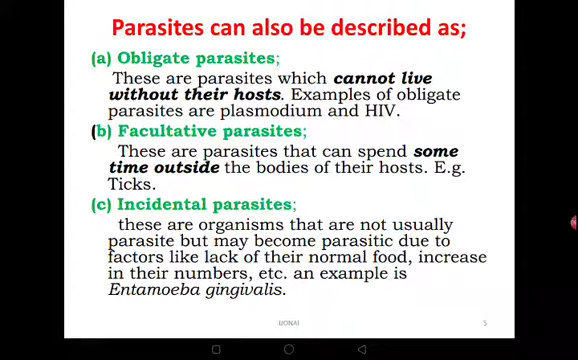 Parasites can also be described as;
(a) Obligate parasites;
These are parasites which cannot live
without their hosts. Examples of obligate
parasites are plasmodium and HIV.
(b) Facultative parasites;
These are parasites that can spend some
time outside the bodies of their hosts. E.g.
Ticks.
(c) Incidental parasites;
these are organisms that are not usually
parasite but may become parasitic due to
factors like lack of their normal food, increase
in their numbers, etc. an example is
Entamoeba gingivalis.
5